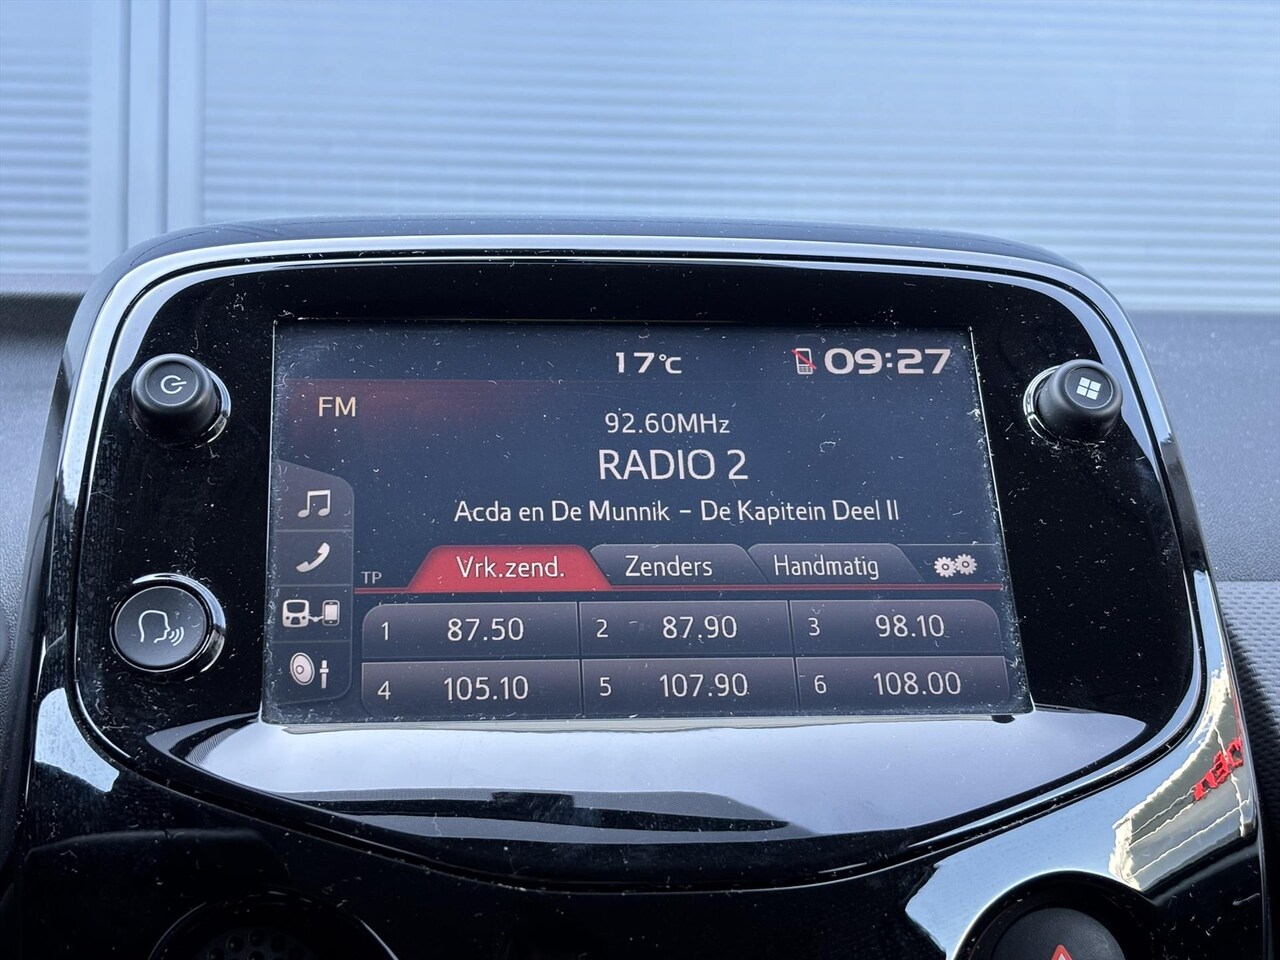 17°C 09:27
FM
92.60MHz
RADIO 2
Acda en De Munnik - De Kapitein Deel II
TP Vrk.zend. Zenders Handmatig
1 87.50 2 87.90 3 98.10
4 105.10 5 107.90 6 108.00